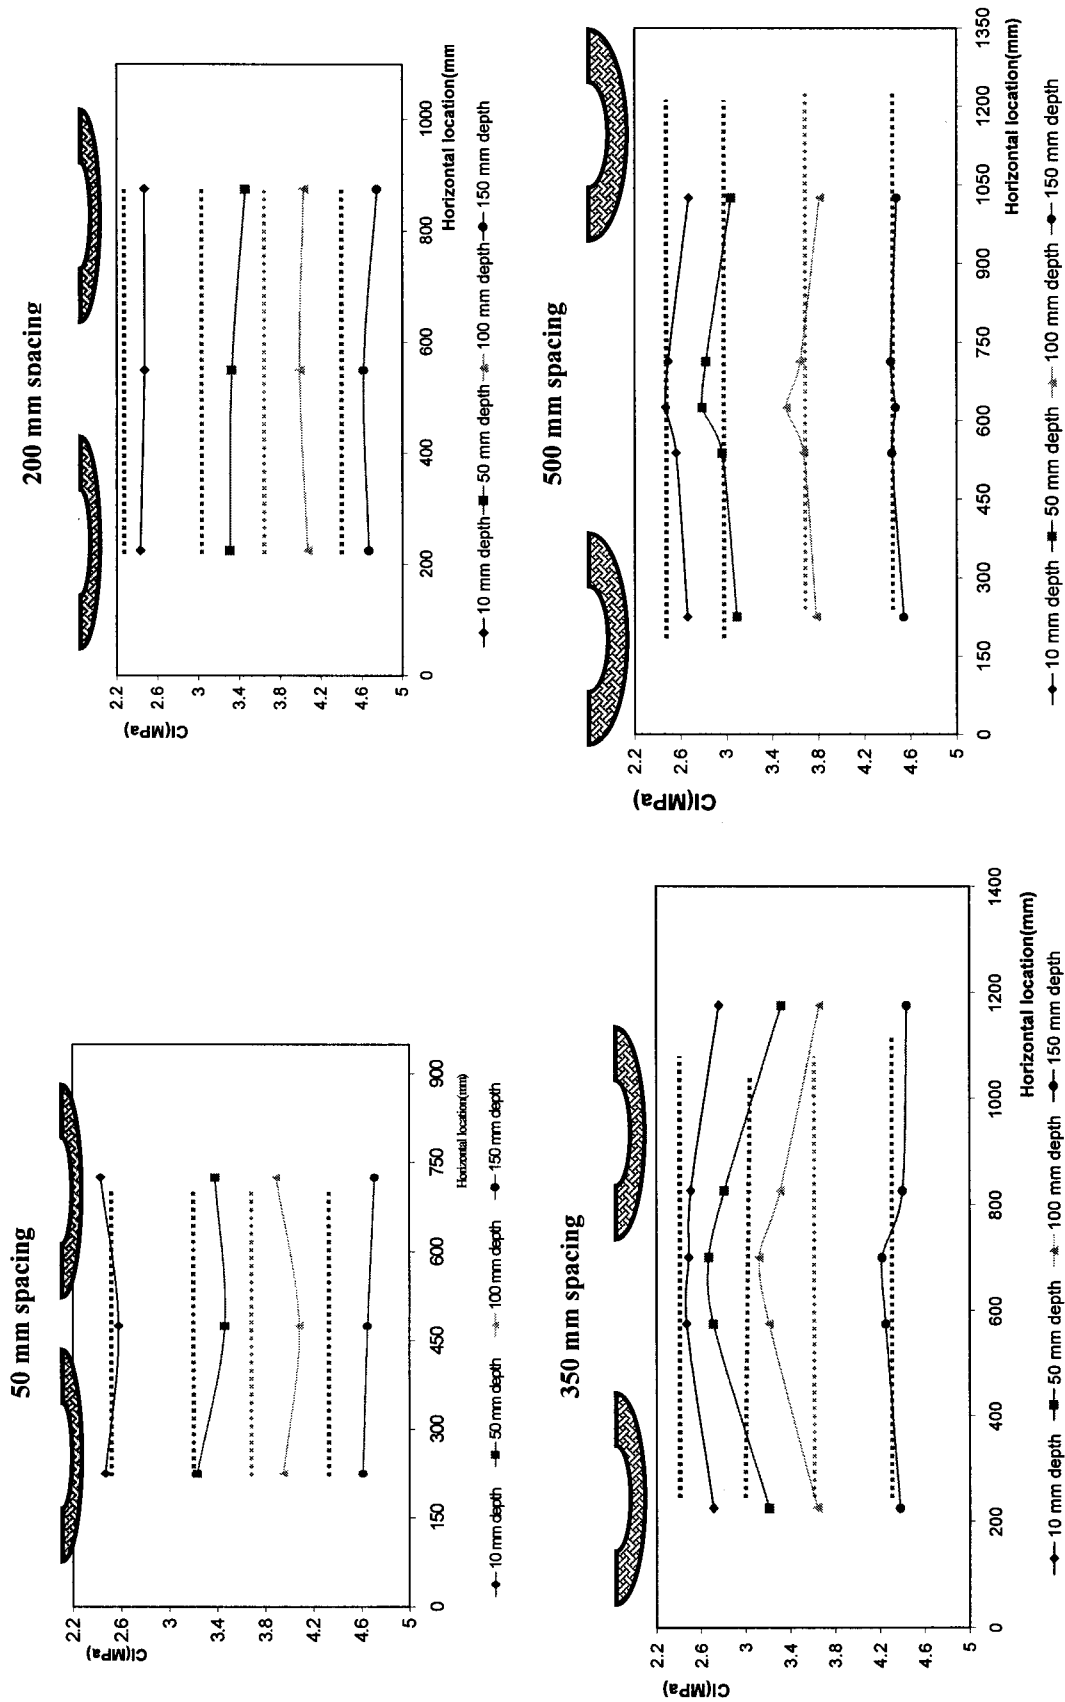 50 mm spacing
CI(MPa)
2.2
2.6
3
3.4
3.8
4.2
4.6
5
0 150 300 450 600 750 900
Horizontal location(mm)
10 mm depth 50 mm depth 100 mm depth 150 mm depth
200 mm spacing
CI(MPa)
2.2
2.6
3
3.4
3.8
4.2
4.6
5
0 200 400 600 800 1000
Horizontal location(mm
10 mm depth 50 mm depth 100 mm depth 150 mm depth
350 mm spacing
CI(MPa)
2.2
2.6
3
3.4
3.8
4.2
4.6
5
0 200 400 600 800 1000 1200 1400
Horizontal location(mm)
10 mm depth 50 mm depth 100 mm depth 150 mm depth
500 mm spacing
CI(MPa)
2.2
2.6
3
3.4
3.8
4.2
4.6
5
0 150 300 450 600 750 900 1050 1200 1350
Horizontal location(mm)
10 mm depth 50 mm depth 100 mm depth 150 mm depth